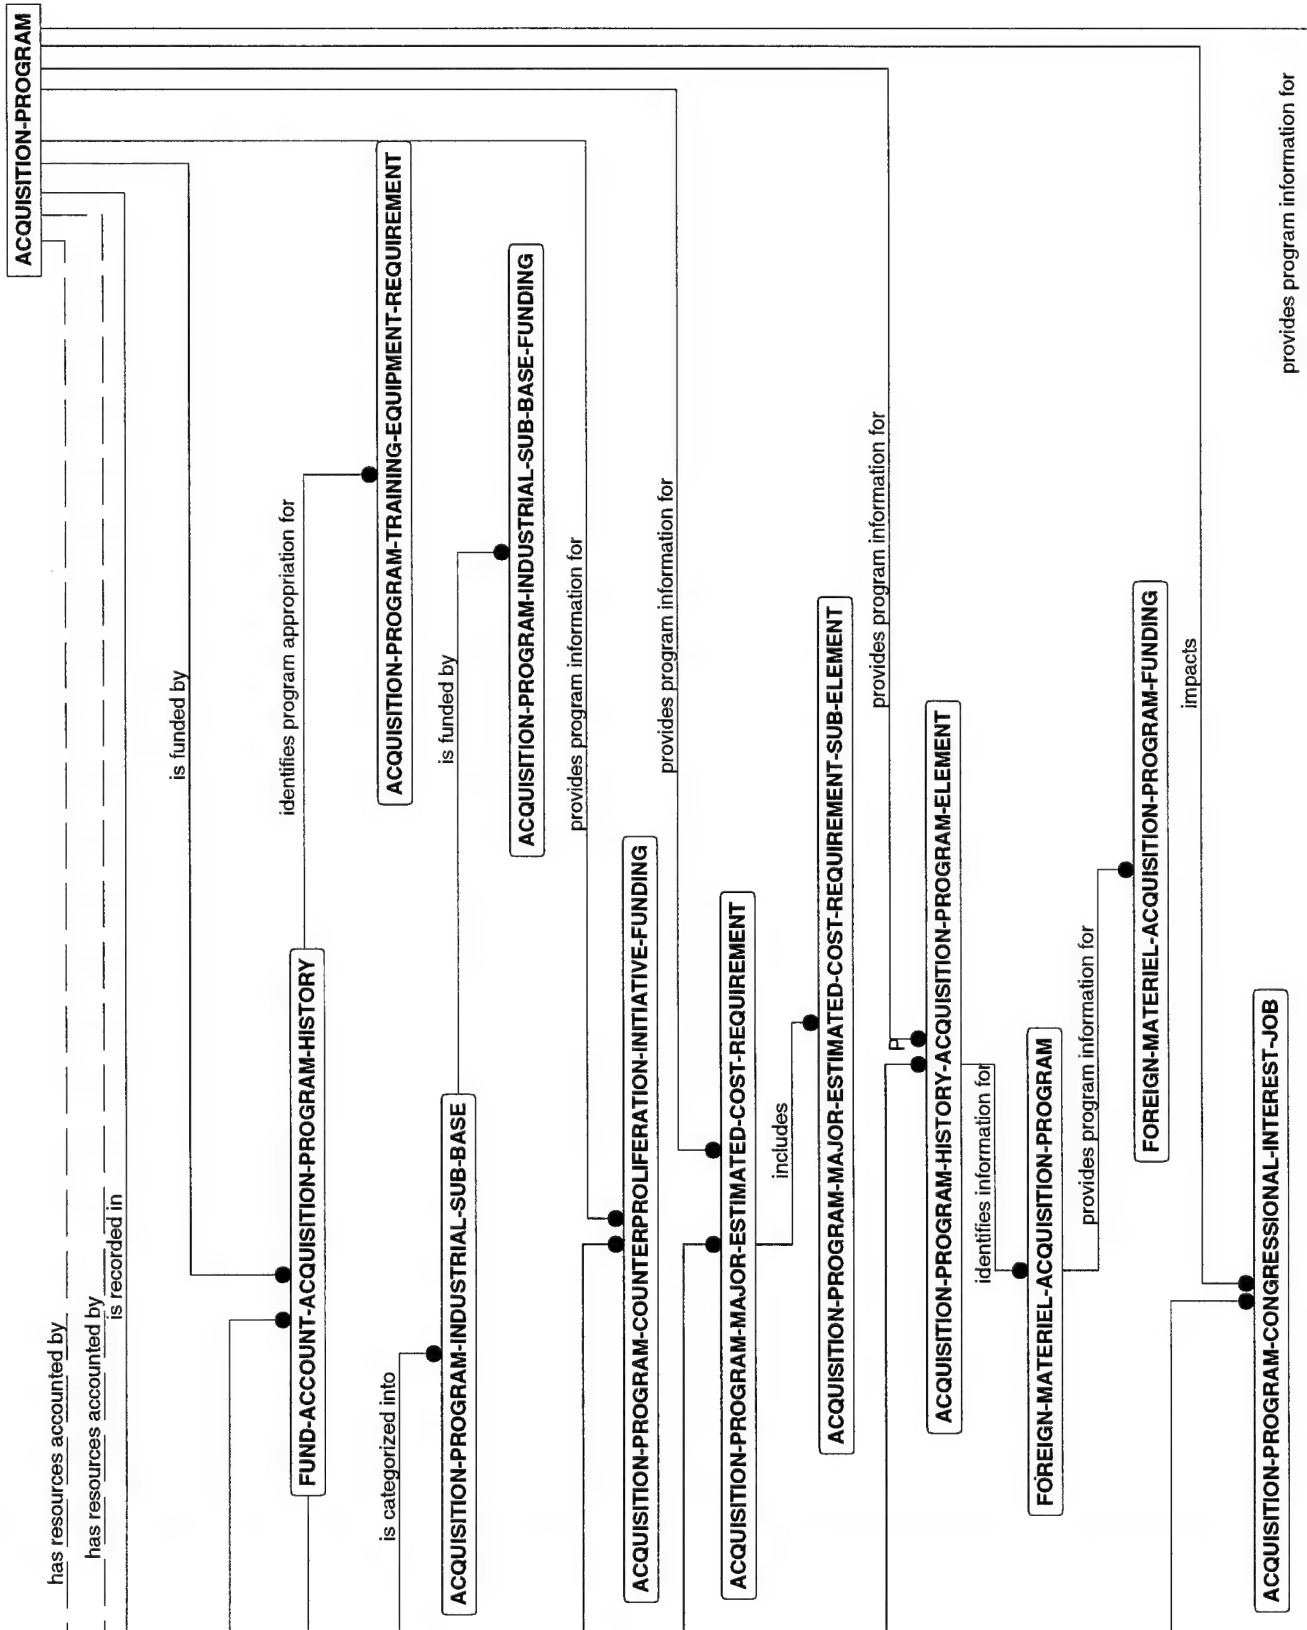 ACQUISITION-PROGRAM
has resources accounted by
has resources accounted by
is recorded in
is funded by
identifies program appropriation for
FUND-ACCOUNT-ACQUISITION-PROGRAM-HISTORY
ACQUISITION-PROGRAM-TRAINING-EQUIPMENT-REQUIREMENT
is categorized into
is funded by
ACQUISITION-PROGRAM-INDUSTRIAL-SUB-BASE
ACQUISITION-PROGRAM-INDUSTRIAL-SUB-BASE-FUNDING
provides program information for
ACQUISITION-PROGRAM-COUNTERPROLIFERATION-INITIATIVE-FUNDING
provides program information for
ACQUISITION-PROGRAM-MAJOR-ESTIMATED-COST-REQUIREMENT
includes
ACQUISITION-PROGRAM-MAJOR-ESTIMATED-COST-REQUIREMENT-SUB-ELEMENT
provides program information for
P
ACQUISITION-PROGRAM-HISTORY-ACQUISITION-PROGRAM-ELEMENT
identifies information for
FOREIGN-MATERIEL-ACQUISITION-PROGRAM
provides program information for
FOREIGN-MATERIEL-ACQUISITION-PROGRAM-FUNDING
impacts
ACQUISITION-PROGRAM-CONGRESSIONAL-INTEREST-JOB
provides program information for